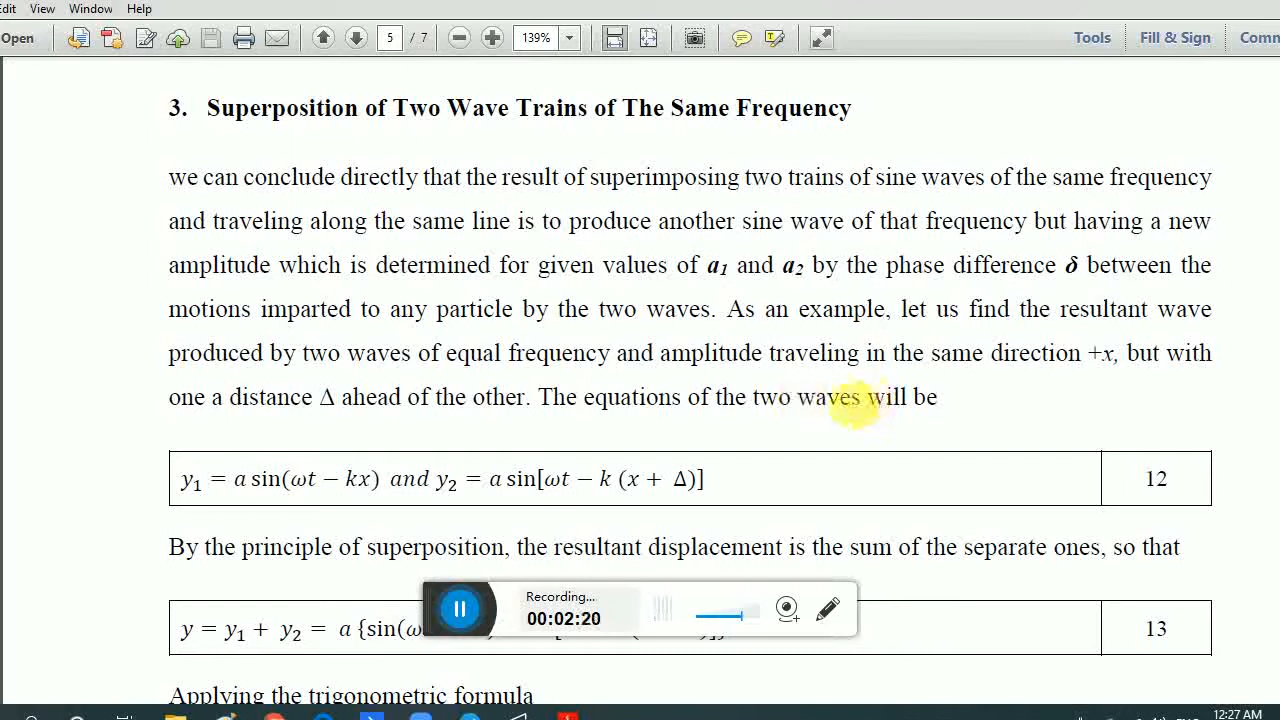 Edit View Window Help
Open 5 / 7 139% Tools Fill & Sign
3. Superposition of Two Wave Trains of The Same Frequency
we can conclude directly that the result of superimposing two trains of sine waves of the same frequency
and traveling along the same line is to produce another sine wave of that frequency but having a new
amplitude which is determined for given values of a₁ and a₂ by the phase difference δ between the
motions imparted to any particle by the two waves. As an example, let us find the resultant wave
produced by two waves of equal frequency and amplitude traveling in the same direction +x, but with
one a distance Δ ahead of the other. The equations of the two waves will be
y₁ = a sin(ωt − kx) and y₂ = a sin[ωt − k (x + Δ)] 12
By the principle of superposition, the resultant displacement is the sum of the separate ones, so that
Recording...
00:02:20
y = y₁ + y₂ = a {sin(ω 13
Applying the trigonometric formula
12:27 AM